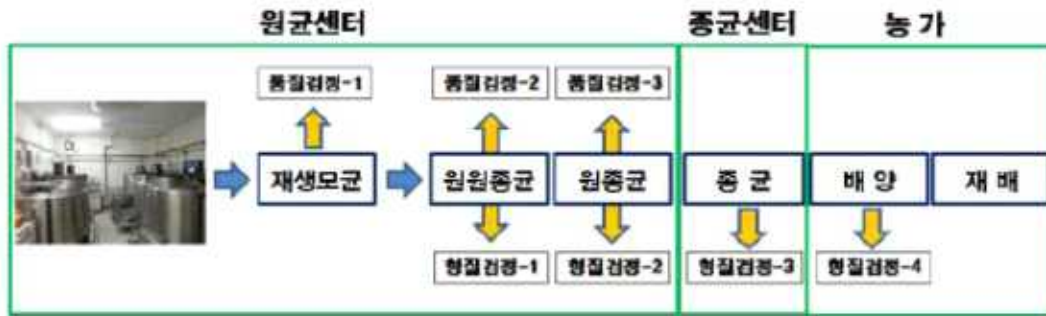 원균센터 종균센터 농 가
품질검정-1 품질검정-2 품질검정-3
재생모균 원원종균 원종균 종 균 배 양 재 배
형질검정-1 형질검정-2 형질검정-3 형질검정-4